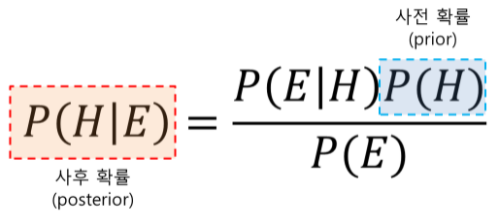 사전 확률
(prior)
P(H|E) = P(E|H)P(H)
P(E)
사후 확률
(posterior)